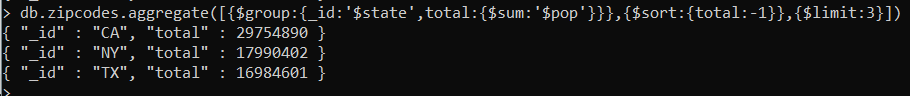 > db.zipcodes.aggregate([{$group:{_id:'$state',total:{$sum:'$pop'}}},{$sort:{total:-1}},{$limit:3}])
{ "_id" : "CA", "total" : 29754890 }
{ "_id" : "NY", "total" : 17990402 }
{ "_id" : "TX", "total" : 16984601 }
>